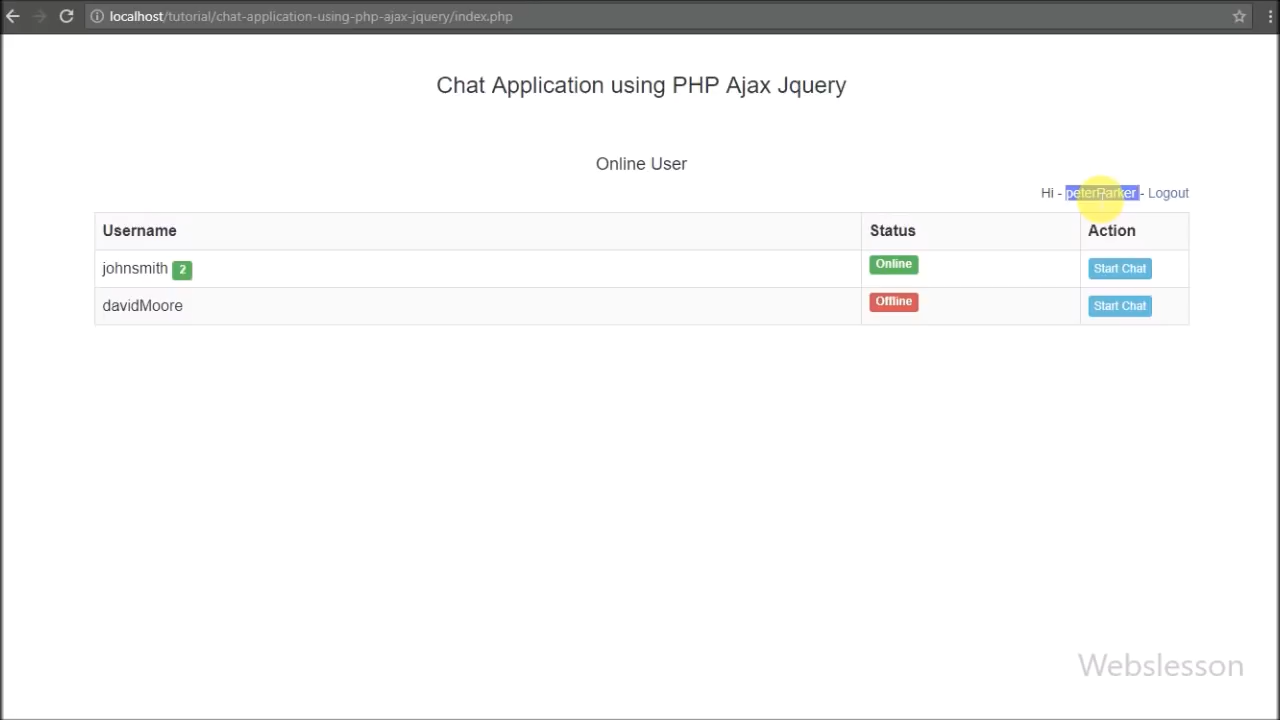 localhost/tutorial/chat-application-using-php-ajax-jquery/index.php
Chat Application using PHP Ajax Jquery
Online User
Hi - peterParker - Logout
Username Status Action
johnsmith 2 Online Start Chat
davidMoore Offline Start Chat
Webslesson